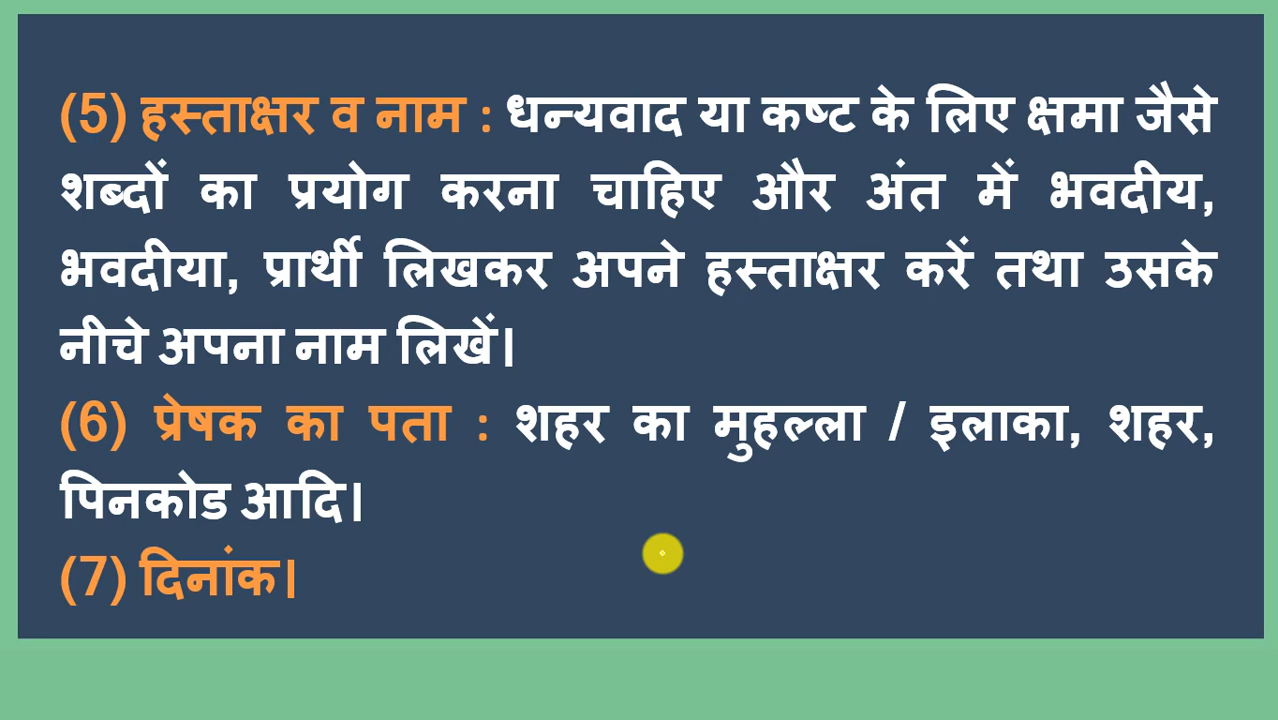 (5) हस्ताक्षर व नाम : धन्यवाद या कष्ट के लिए क्षमा जैसे
शब्दों का प्रयोग करना चाहिए और अंत में भवदीय,
भवदीया, प्रार्थी लिखकर अपने हस्ताक्षर करें तथा उसके
नीचे अपना नाम लिखें।
(6) प्रेषक का पता : शहर का मुहल्ला / इलाका, शहर,
पिनकोड आदि।
(7) दिनांक।